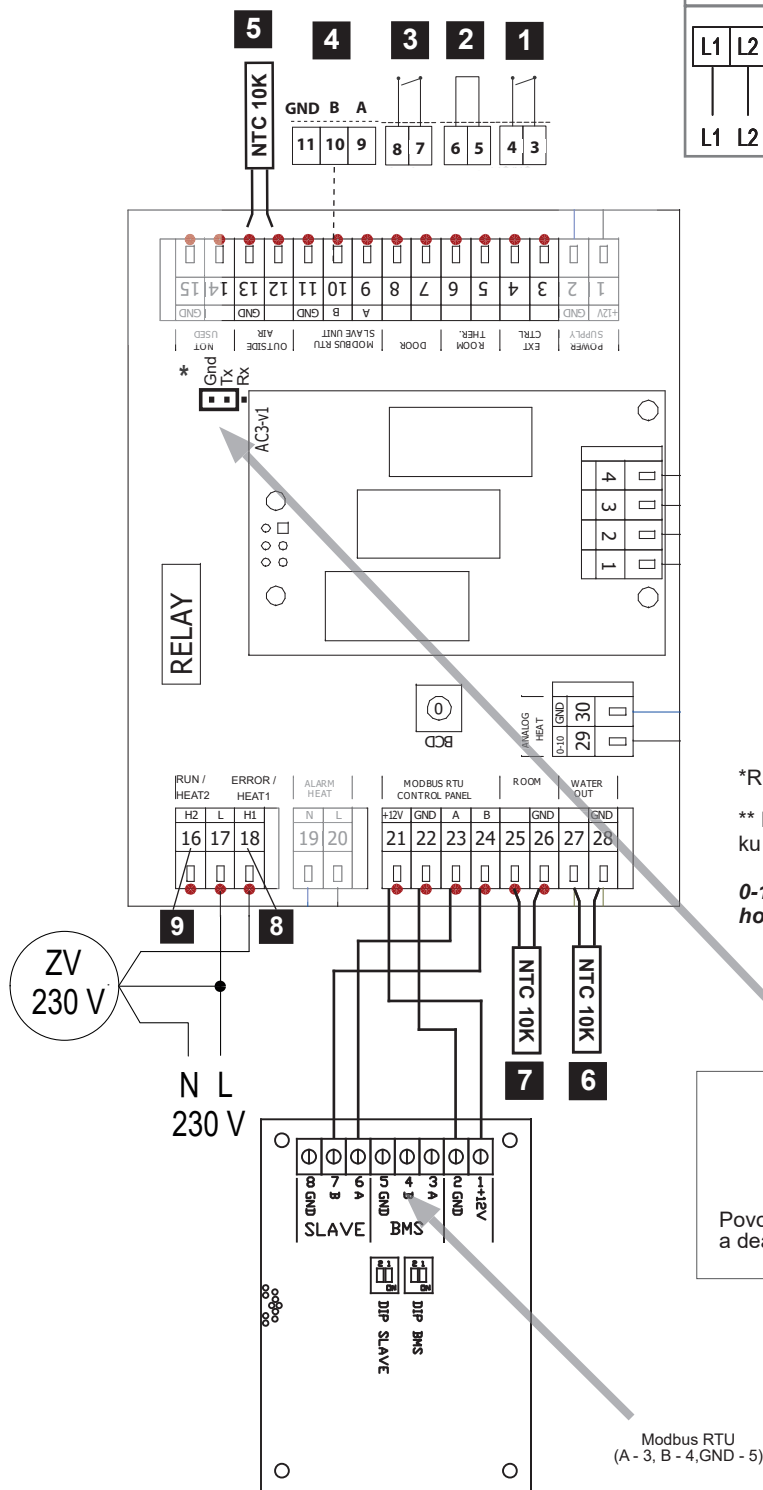 5 4 3 2 1
L1 L2
L1 L2
NTC 10K
GND B A
11 10 9 8 7 6 5 4 3
15 14 13 12 11 10 9 8 7 6 5 4 3 2 1
GND GND GND B A GND +12V
NOT USED
OUTSIDE AIR
MODBUS RTU SLAVE UNIT
DOOR
ROOM THER.
EXT CTRL
POWER SUPPLY
*
Gnd
Tx
Rx
AC3-v1
4
3
2
1
RELAY
0
BCD
ANALOG HEAT
GND 30
0-10 29
*R
**
ku
0-1
ho
RUN / HEAT2
ERROR / HEAT1
ALARM HEAT
MODBUS RTU CONTROL PANEL
ROOM
WATER OUT
H2 L H1 N L +12V GND A B GND GND
16 17 18 19 20 21 22 23 24 25 26 27 28
9 8
ZV
230 V
NTC 10K
NTC 10K
7 6
N L
230 V
8 GND
7 B
6 A
5 GND
4 B
3 A
2 GND
1 +12V
SLAVE BMS
2 1 2 1
ON ON
DIP SLAVE
DIP BMS
Povo
a dea
Modbus RTU
(A - 3, B - 4,GND - 5)